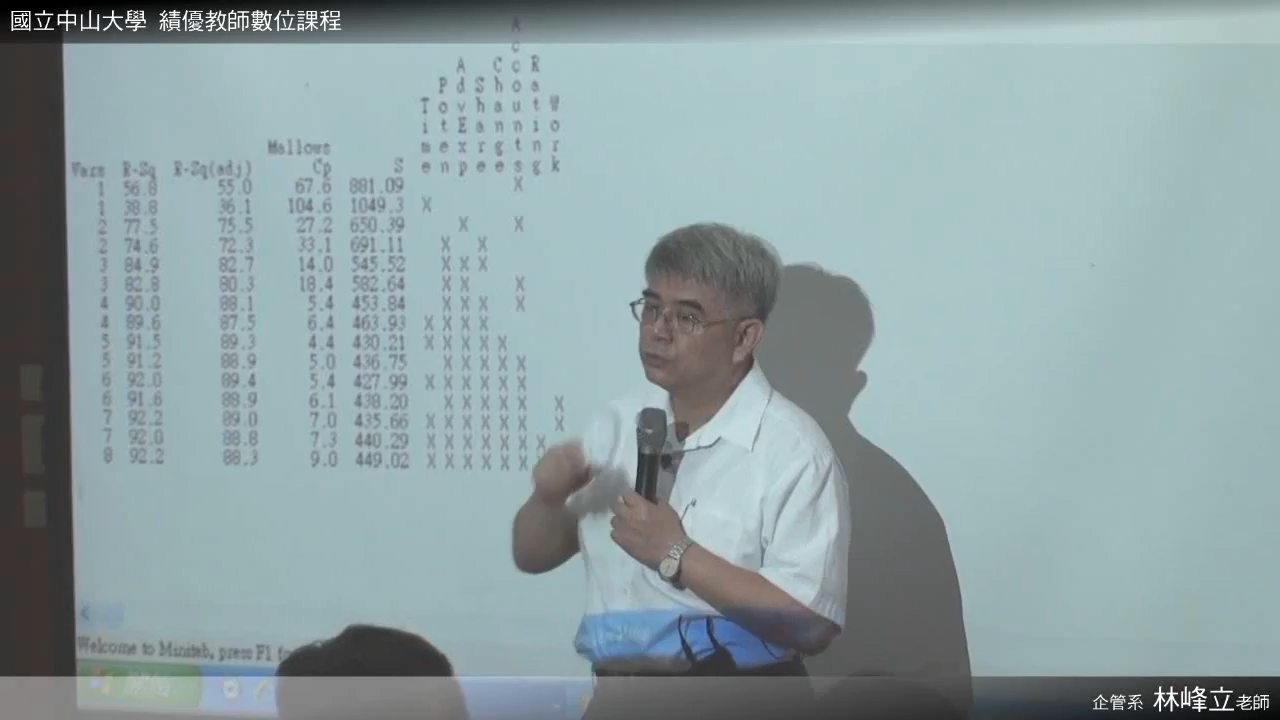 國立中山大學 績優教師數位課程
Time Poten AdvExp Share Change Accounts Rating Work
Mallows
Vars R-Sq R-Sq(adj) Cp S
1 56.8 55.0 67.6 881.09 X
1 38.8 36.1 104.6 1049.3 X
2 77.5 75.5 27.2 650.39 X X
2 74.6 72.3 33.1 691.11 X X
3 84.9 82.7 14.0 545.52 X X X
3 82.8 80.3 18.4 582.64 X X X
4 90.0 88.1 5.4 453.84 X X X X
4 89.6 87.5 6.4 463.93 X X X X
5 91.5 89.3 4.4 430.21 X X X X X
5 91.2 88.9 5.0 436.75 X X X X X
6 92.0 89.4 5.4 427.99 X X X X X X
6 91.6 88.9 6.1 438.20 X X X X X X
7 92.2 89.0 7.0 435.66 X X X X X X X
7 92.0 88.8 7.3 440.29 X X X X X X X
8 92.2 88.3 9.0 449.02 X X X X X X
Welcome to Minitab, press F1
企管系 林峰立老師